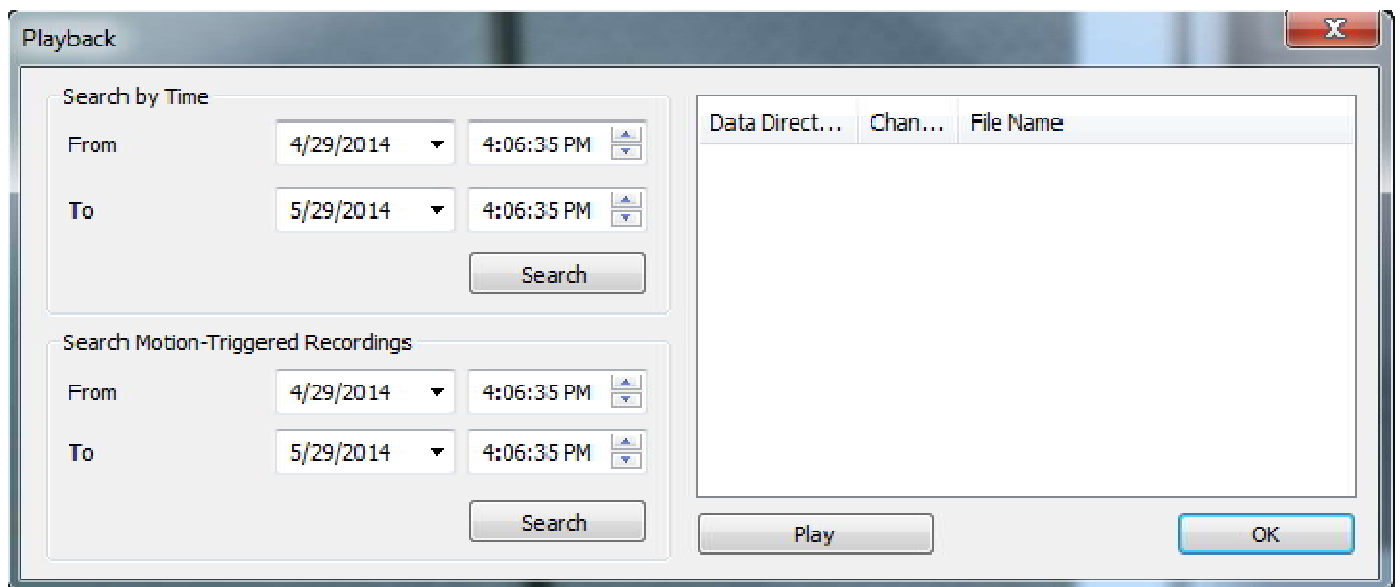 Playback
X
Search by Time
From 4/29/2014 4:06:35 PM
To 5/29/2014 4:06:35 PM
Search
Search Motion-Triggered Recordings
From 4/29/2014 4:06:35 PM
To 5/29/2014 4:06:35 PM
Search
Data Direct... Chan... File Name
Play OK